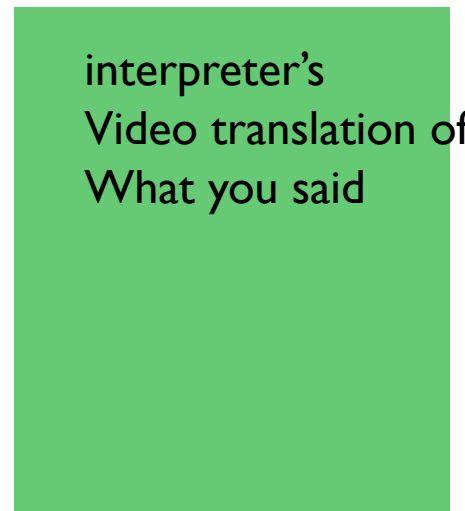 interpreter’s
Video translation of
What you said